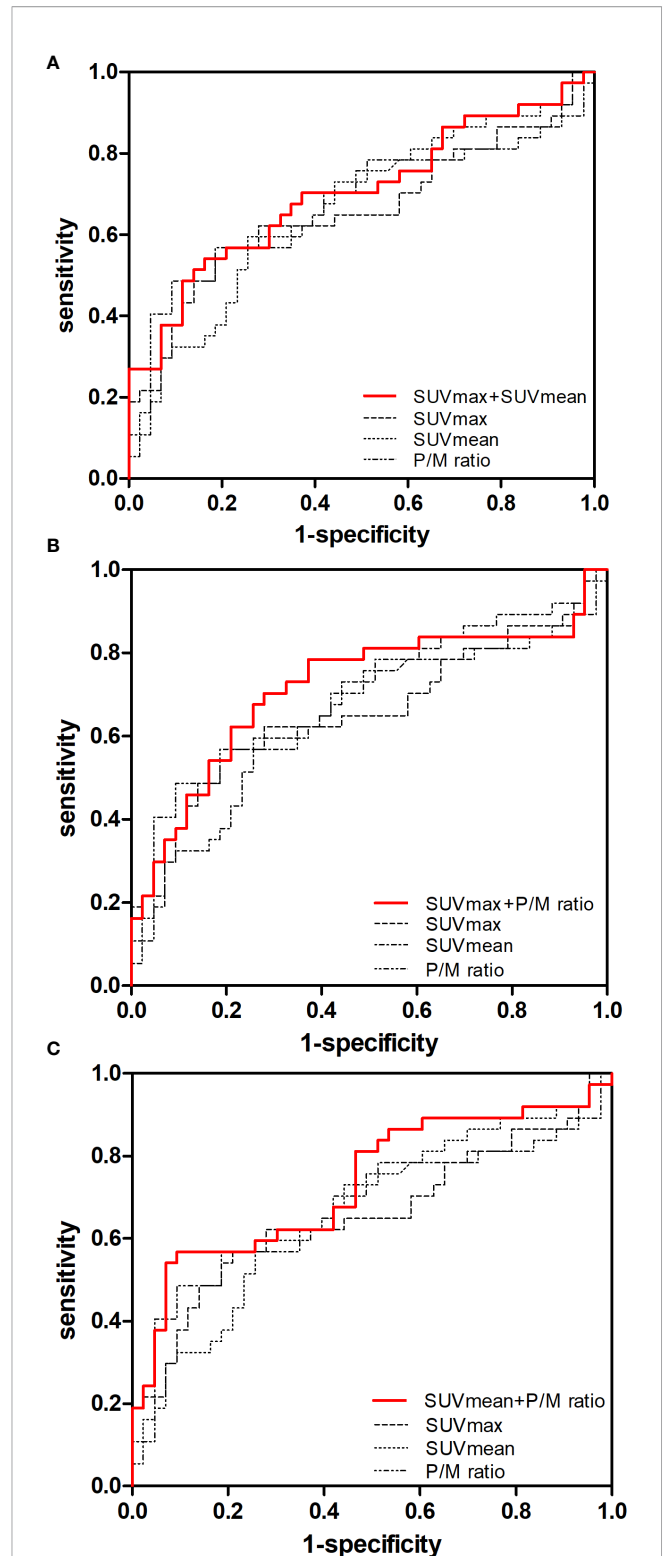 A
1.0
0.8
0.6
0.4
0.2
0.0
sensitivity
SUVmax+SUVmean
SUVmax
SUVmean
P/M ratio
0.0 0.2 0.4 0.6 0.8 1.0
1-specificity
B
1.0
0.8
0.6
0.4
0.2
0.0
sensitivity
SUVmax+P/M ratio
SUVmax
SUVmean
P/M ratio
0.0 0.2 0.4 0.6 0.8 1.0
1-specificity
C
1.0
0.8
0.6
0.4
0.2
0.0
sensitivity
SUVmean+P/M ratio
SUVmax
SUVmean
P/M ratio
0.0 0.2 0.4 0.6 0.8 1.0
1-specificity